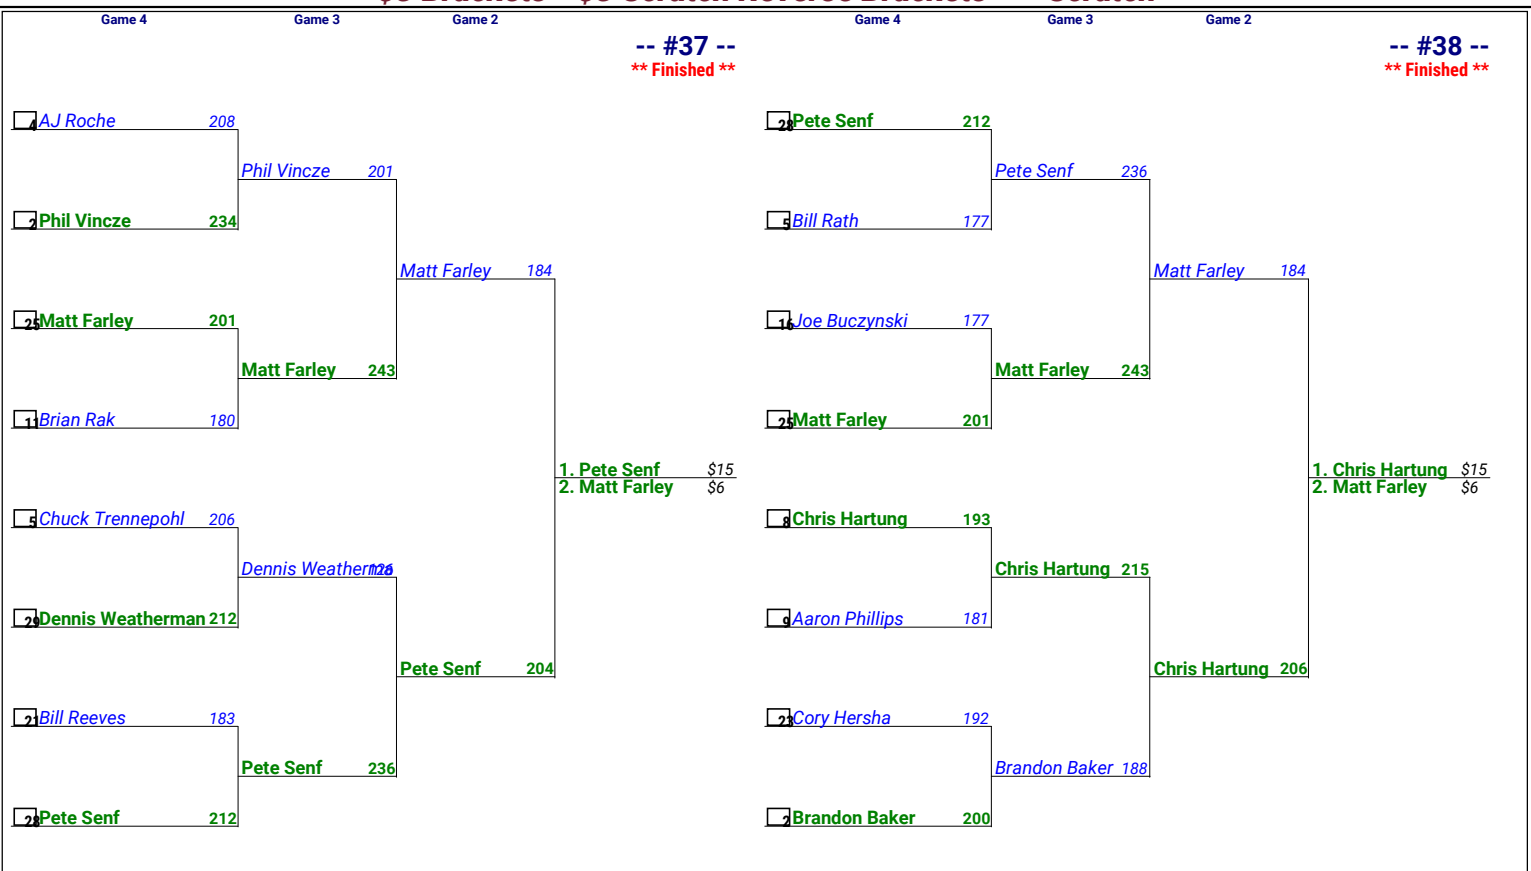 Game 4 Game 3 Game 2
-- #37 --
** Finished **
4 AJ Roche 208
Phil Vincze 201
2 Phil Vincze 234
Matt Farley 184
25 Matt Farley 201
Matt Farley 243
11 Brian Rak 180
1. Pete Senf $15
2. Matt Farley $6
5 Chuck Trennepohl 206
Dennis Weatherma
29 Dennis Weatherman 212
Pete Senf 204
21 Bill Reeves 183
Pete Senf 236
28 Pete Senf 212
Game 4 Game 3 Game 2
-- #38 --
** Finished **
28 Pete Senf 212
Pete Senf 236
5 Bill Rath 177
Matt Farley 184
16 Joe Buczynski 177
Matt Farley 243
25 Matt Farley 201
1. Chris Hartung $15
2. Matt Farley $6
8 Chris Hartung 193
Chris Hartung 215
9 Aaron Phillips 181
Chris Hartung 206
23 Cory Hersha 192
Brandon Baker 188
2 Brandon Baker 200